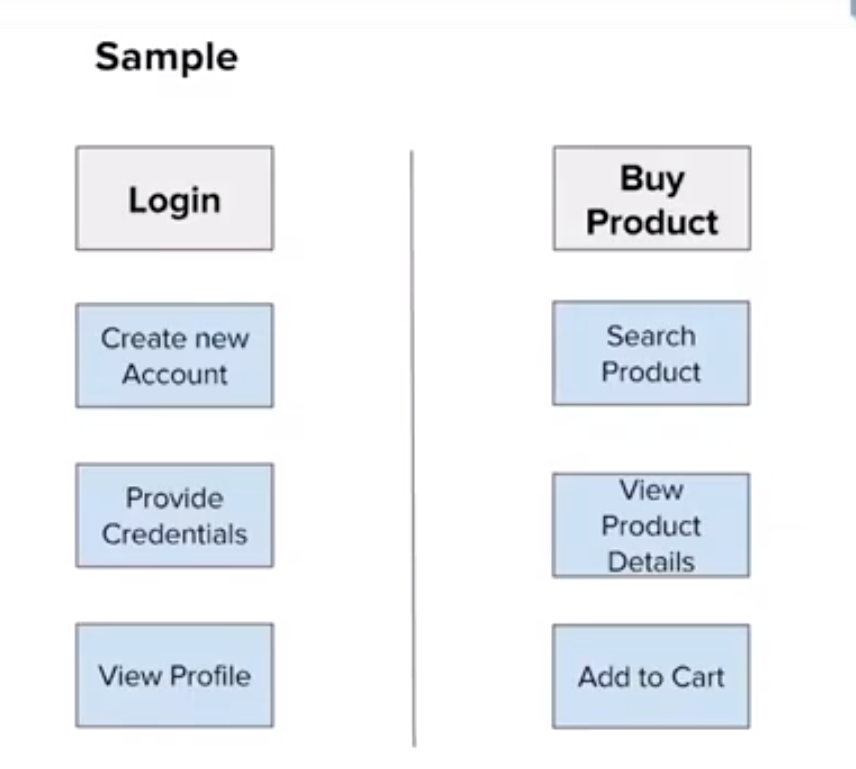 Sample
Login
Create new
Account
Provide
Credentials
View Profile
Buy
Product
Search
Product
View
Product
Details
Add to Cart